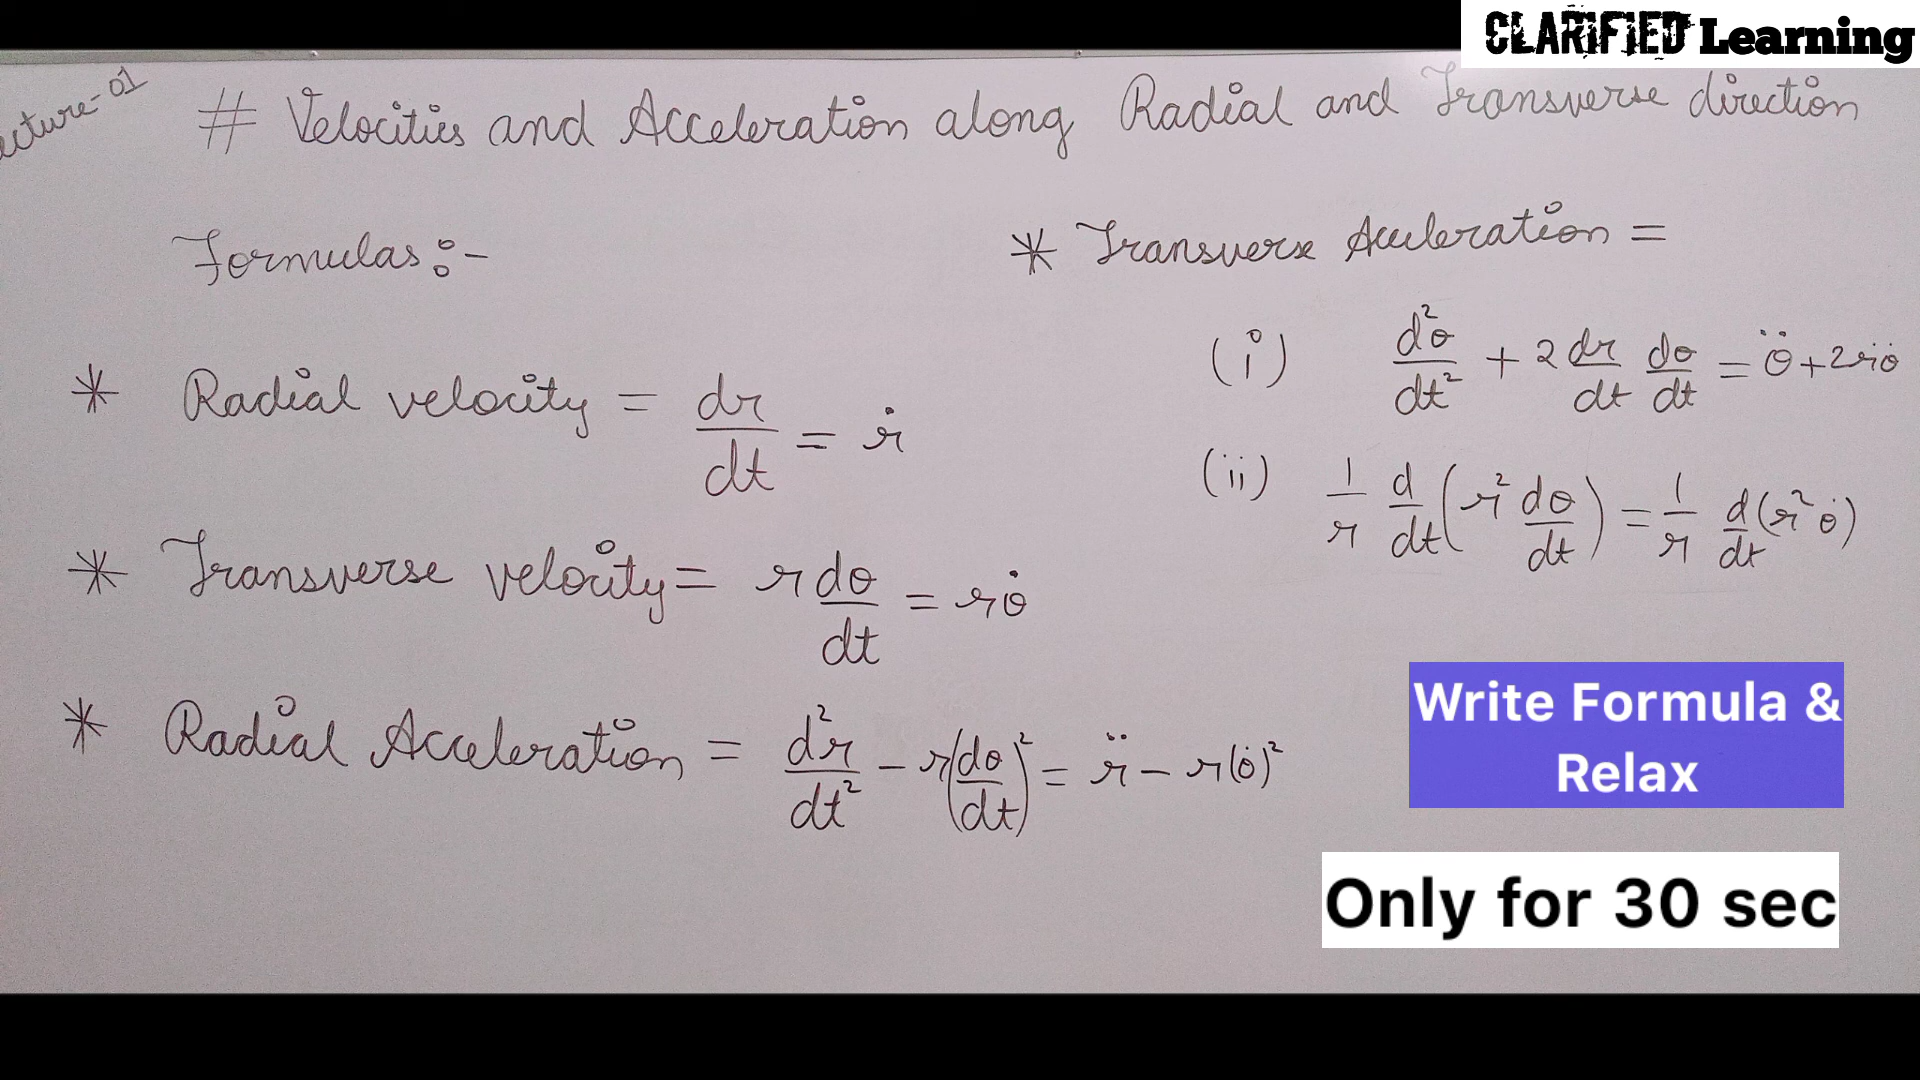 CLARIFIED Learning
ecture-01
# Velocities and Acceleration along Radial and Transverse direction
Formulas :-
* Radial velocity = dr/dt = ṙ
* Transverse velocity = r dθ/dt = rθ̇
* Radial Acceleration = d²r/dt² - r(dθ/dt)² = r̈ - r(θ̇)²
* Transverse Acceleration =
(i) d²θ/dt² + 2 dr/dt dθ/dt = θ̈ + 2ṙθ̇
(ii) 1/r d/dt(r² dθ/dt) = 1/r d/dt(r²θ̇)
Write Formula &
Relax
Only for 30 sec